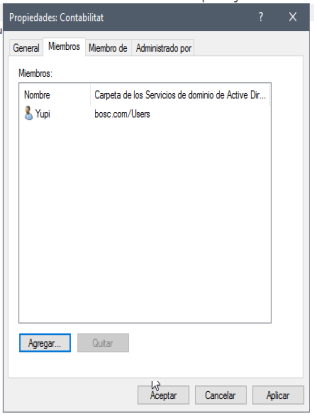 Propiedades: Contabilitat ? X
General Miembros Miembro de Administrado por
Miembros:
Nombre Carpeta de los Servicios de dominio de Active Dir...
Yupi bosc.com/Users
Agregar... Quitar
Aceptar Cancelar Aplicar